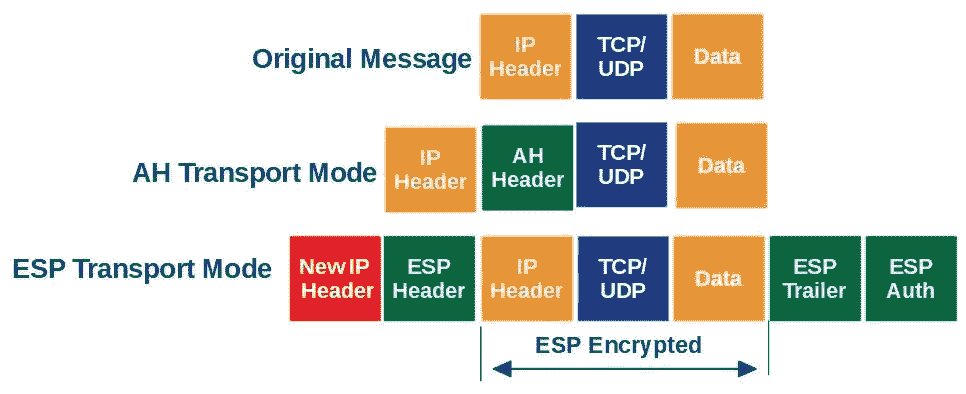 Original Message
IP
Header
TCP/
UDP
Data
AH Transport Mode
IP
Header
AH
Header
TCP/
UDP
Data
ESP Transport Mode
New IP
Header
ESP
Header
IP
Header
TCP/
UDP
Data
ESP
Trailer
ESP
Auth
ESP Encrypted